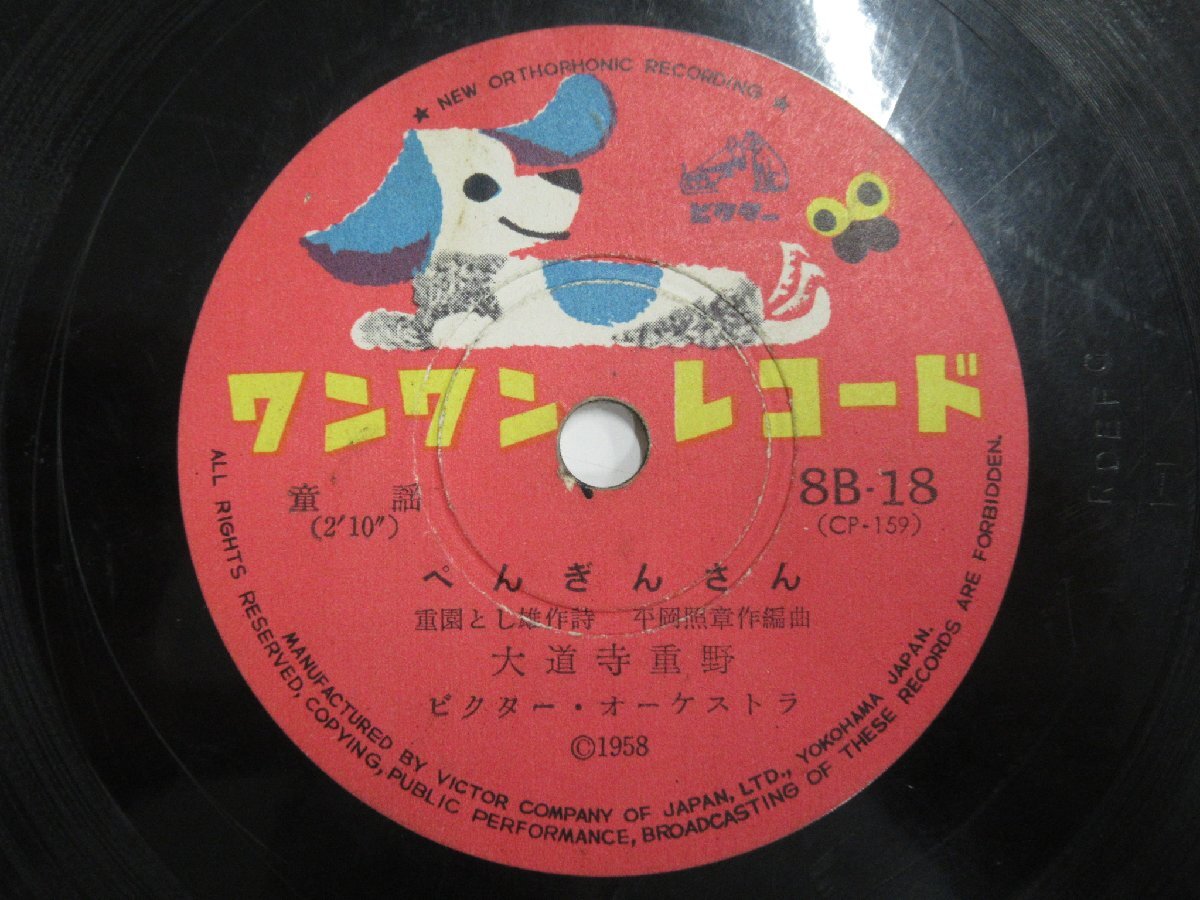 ★ NEW ORTHOPHONIC RECORDING ★
ビクター
ワンワン レコード
童謡
(2'10")
8B-18
(CP-159)
ぺんぎんさん
重園とし雄作詩 平岡照章作編曲
大道寺重野
ビクター・オーケストラ
©1958
MANUFACTURED BY VICTOR COMPANY OF JAPAN, LTD., YOKOHAMA JAPAN.
ALL RIGHTS RESERVED, COPYING, PUBLIC PERFORMANCE, BROADCASTING OF THESE RECORDS ARE FORBIDDEN.